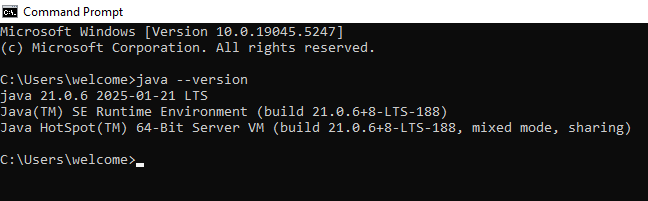 Command Prompt
Microsoft Windows [Version 10.0.19045.5247]
(c) Microsoft Corporation. All rights reserved.
C:\Users\welcome>java --version
java 21.0.6 2025-01-21 LTS
Java(TM) SE Runtime Environment (build 21.0.6+8-LTS-188)
Java HotSpot(TM) 64-Bit Server VM (build 21.0.6+8-LTS-188, mixed mode, sharing)
C:\Users\welcome>